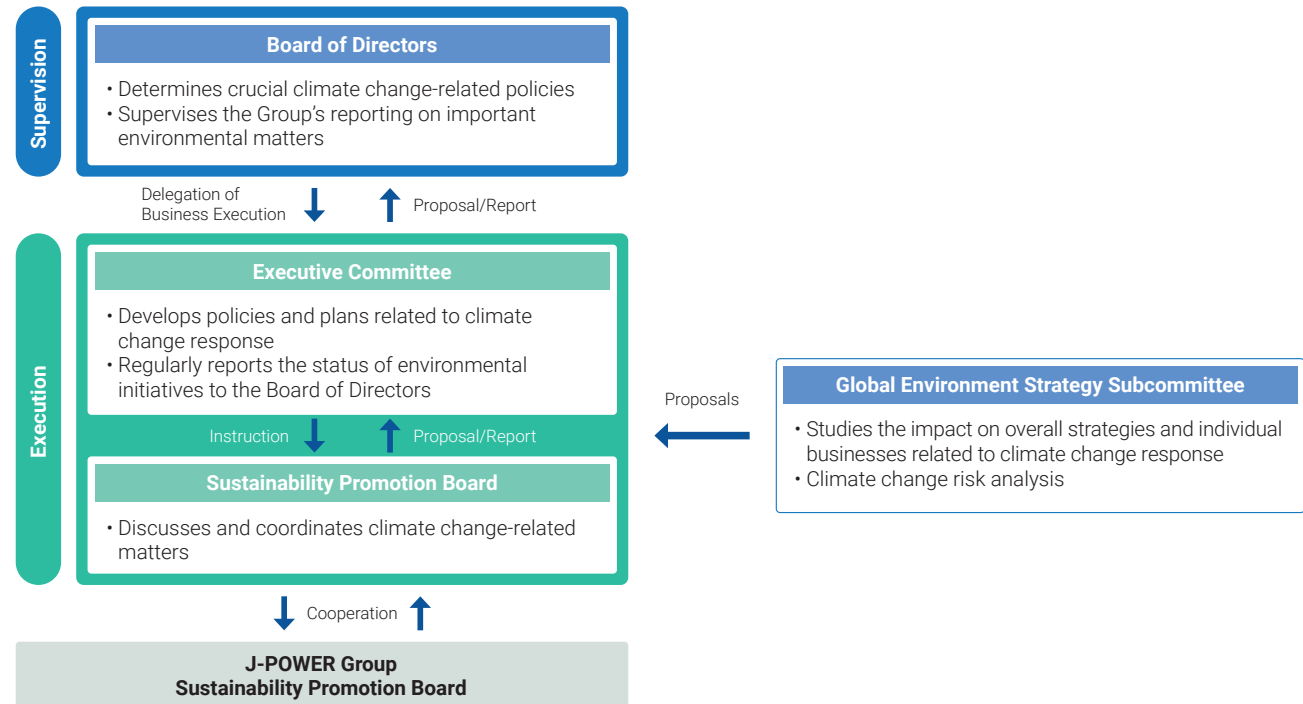 Supervision
Board of Directors
• Determines crucial climate change-related policies
• Supervises the Group's reporting on important
environmental matters
Delegation of
Business Execution
Proposal/Report
Execution
Executive Committee
• Develops policies and plans related to climate
change response
• Regularly reports the status of environmental
initiatives to the Board of Directors
Instruction
Proposal/Report
Sustainability Promotion Board
• Discusses and coordinates climate change-related
matters
Proposals
Global Environment Strategy Subcommittee
• Studies the impact on overall strategies and individual
businesses related to climate change response
• Climate change risk analysis
Cooperation
J-POWER Group
Sustainability Promotion Board